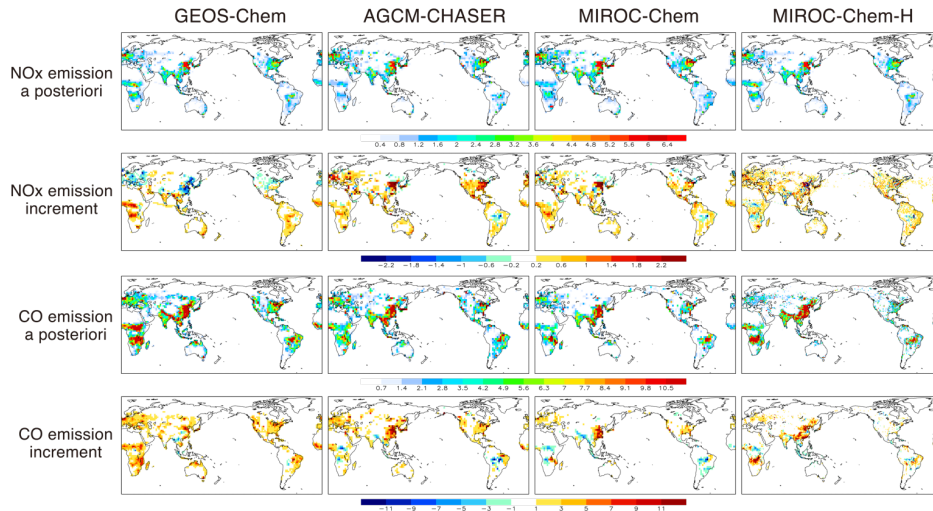 GEOS-Chem AGCM-CHASER MIROC-Chem MIROC-Chem-H
NOx emission
a posteriori
0.4 0.8 1.2 1.6 2 2.4 2.8 3.2 3.6 4 4.4 4.8 5.2 5.6 6 6.4
NOx emission
increment
−2.2 −1.8 −1.4 −1 −0.6 −0.2 0.2 0.6 1 1.4 1.8 2.2
CO emission
a posteriori
0.7 1.4 2.1 2.8 3.5 4.2 4.9 5.6 6.3 7 7.7 8.4 9.1 9.8 10.5
CO emission
increment
−11 −9 −7 −5 −3 −1 1 3 5 7 9 11